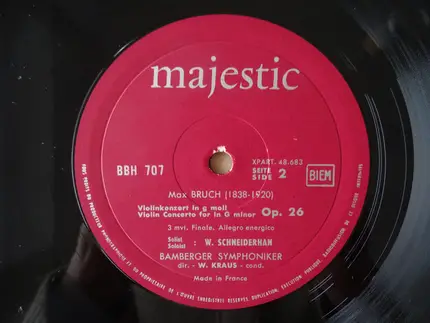 majestic
BBH 707
XPART. 48.683
SEITE
SIDE 2
BIEM
Max BRUCH (1838-1920)
Violinkonzert in g moll
Violin Concerto for in G minor Op. 26
3 mvt. Finale. Allegro energico
Solist
Soloist : W. SCHNEIDERHAN
BAMBERGER SYMPHONIKER
dir. - W. KRAUS - cond.
Made in France